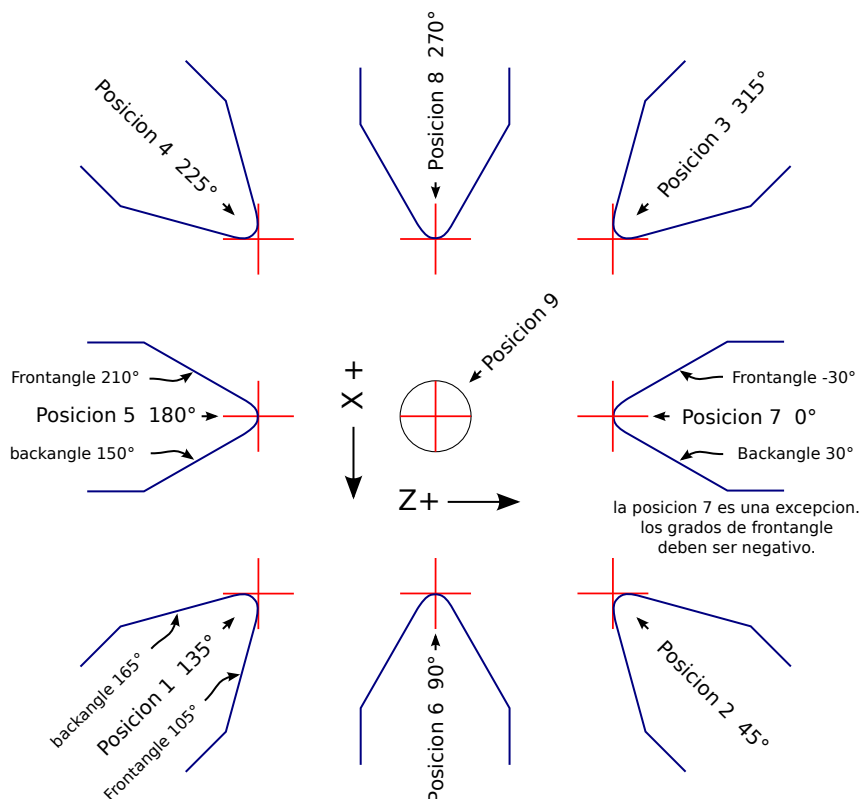 Posicion 4 225°
Posicion 8 270°
Posicion 3 315°
Frontangle 210°
Posicion 5 180°
backangle 150°
X +
Z+
Posicion 9
Frontangle -30°
Posicion 7 0°
Backangle 30°
la posicion 7 es una excepcion.
los grados de frontangle
deben ser negativo.
backangle 165°
Posicion 1 135°
Frontangle 105°
Posicion 6 90°
Posicion 2 45°